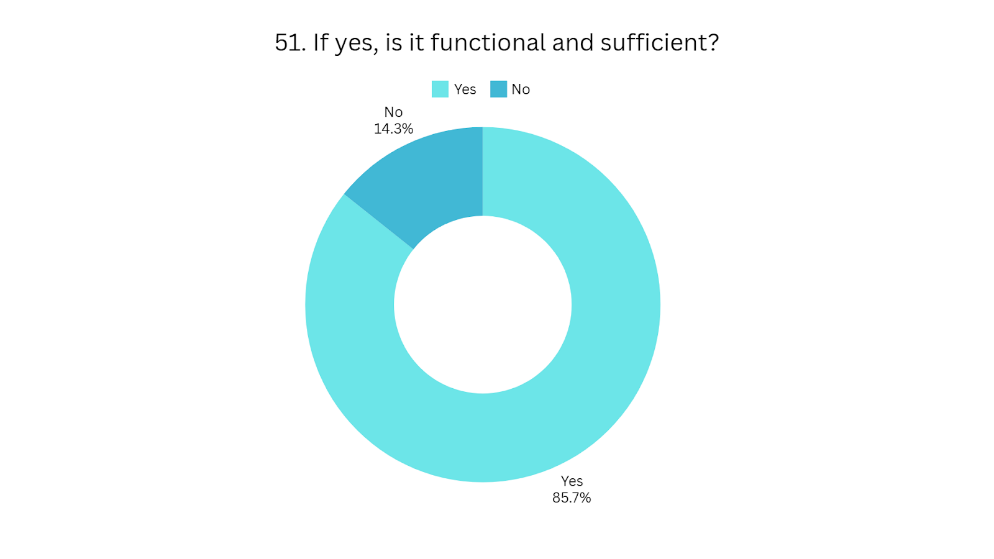 51. If yes, is it functional and sufficient?
Yes No
No
14.3%
Yes
85.7%